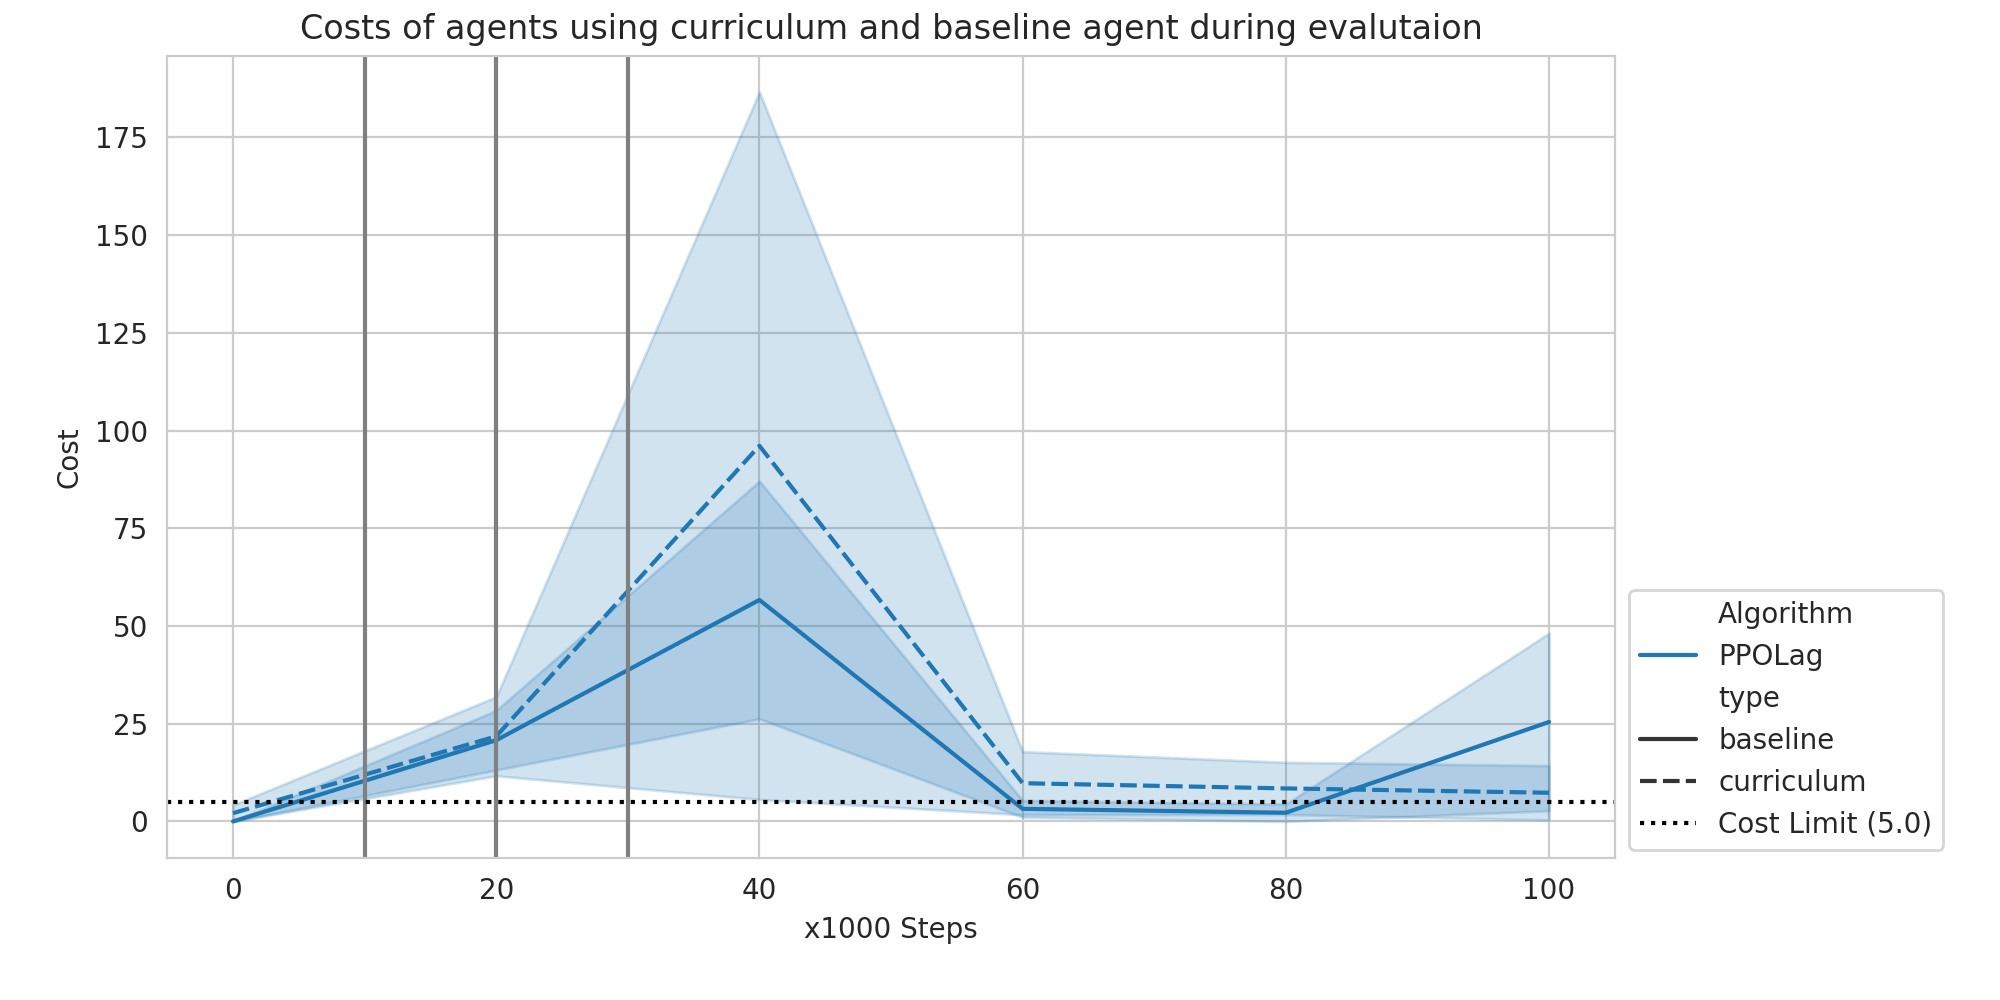 Costs of agents using curriculum and baseline agent during evalutaion
175
150
125
100
75
50
25
0
Cost
0 20 40 60 80 100
x1000 Steps
Algorithm
PPOLag
type
baseline
curriculum
Cost Limit (5.0)